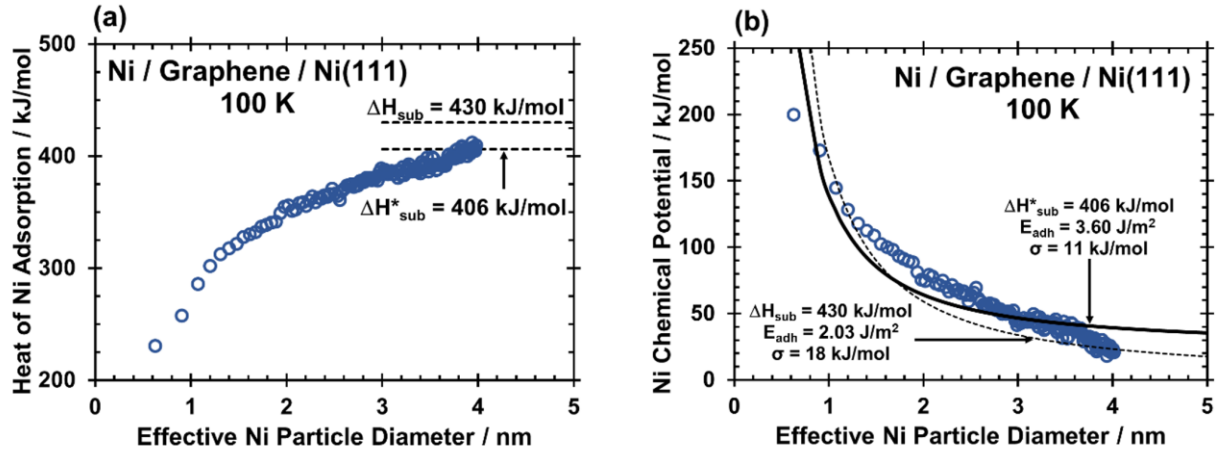 (a)
500
400
300
200
Heat of Ni Adsorption / kJ/mol
Ni / Graphene / Ni(111)
100 K
ΔHsub = 430 kJ/mol
ΔH*sub = 406 kJ/mol
0 1 2 3 4 5
Effective Ni Particle Diameter / nm
(b)
250
200
150
100
50
0
Ni Chemical Potential / kJ/mol
Ni / Graphene / Ni(111)
100 K
ΔH*sub = 406 kJ/mol
Eadh = 3.60 J/m²
σ = 11 kJ/mol
ΔHsub = 430 kJ/mol
Eadh = 2.03 J/m²
σ = 18 kJ/mol
0 1 2 3 4 5
Effective Ni Particle Diameter / nm